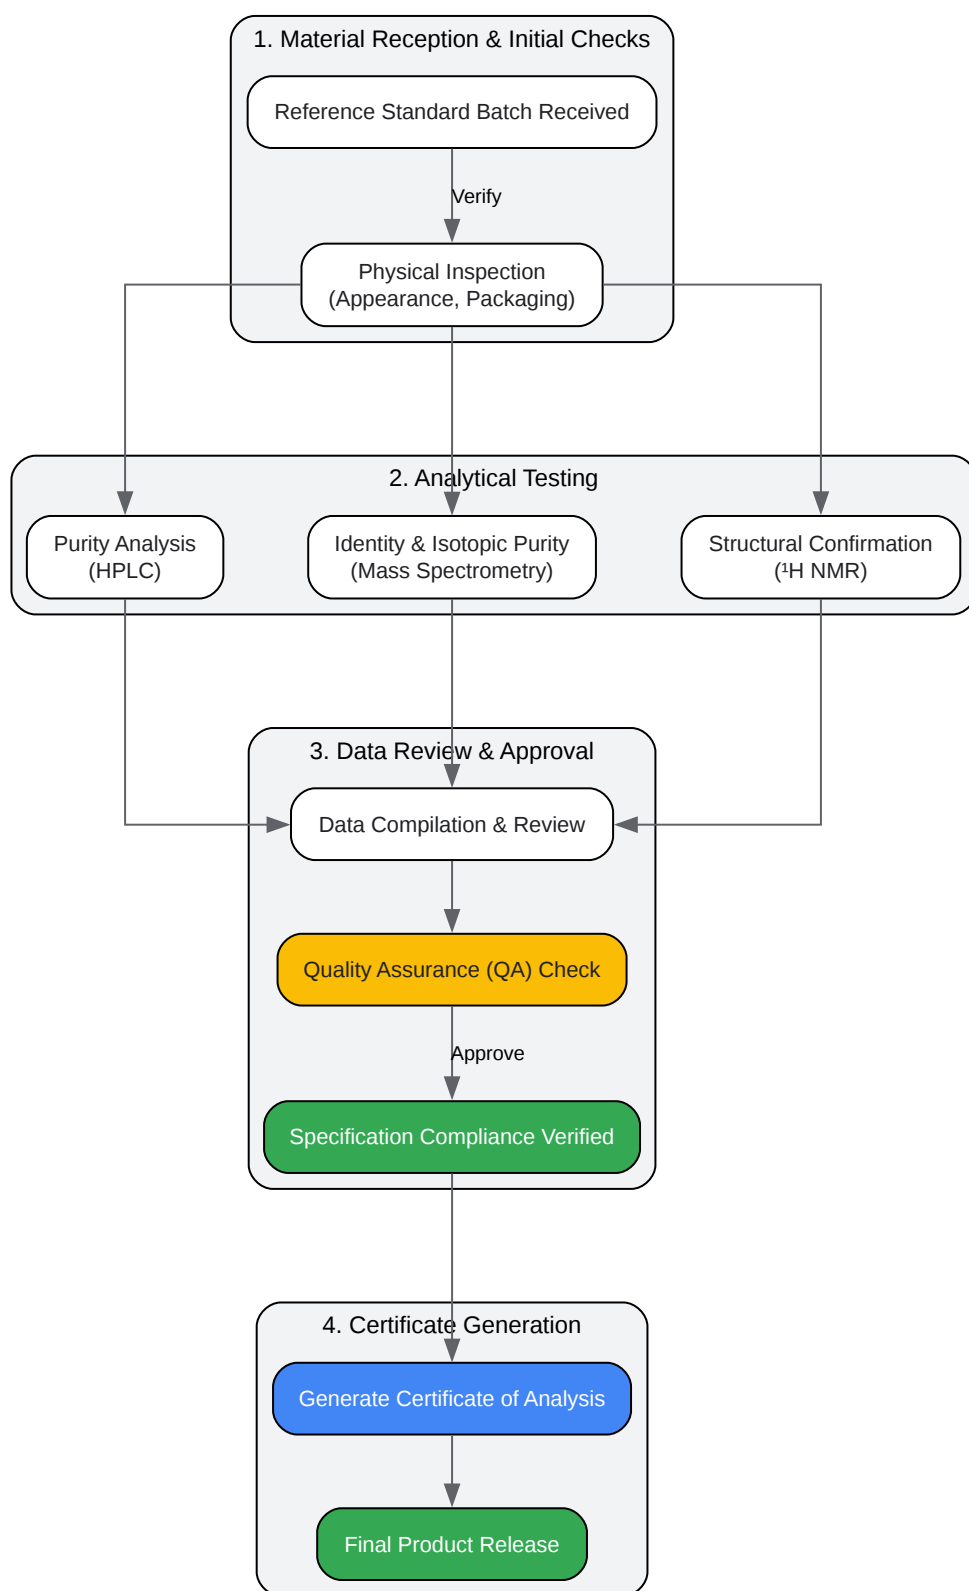 1. Material Reception & Initial Checks
Reference Standard Batch Received
Verify
Physical Inspection
(Appearance, Packaging)
2. Analytical Testing
Purity Analysis
(HPLC)
Identity & Isotopic Purity
(Mass Spectrometry)
Structural Confirmation
(¹H NMR)
3. Data Review & Approval
Data Compilation & Review
Quality Assurance (QA) Check
Approve
Specification Compliance Verified
4. Certificate Generation
Generate Certificate of Analysis
Final Product Release